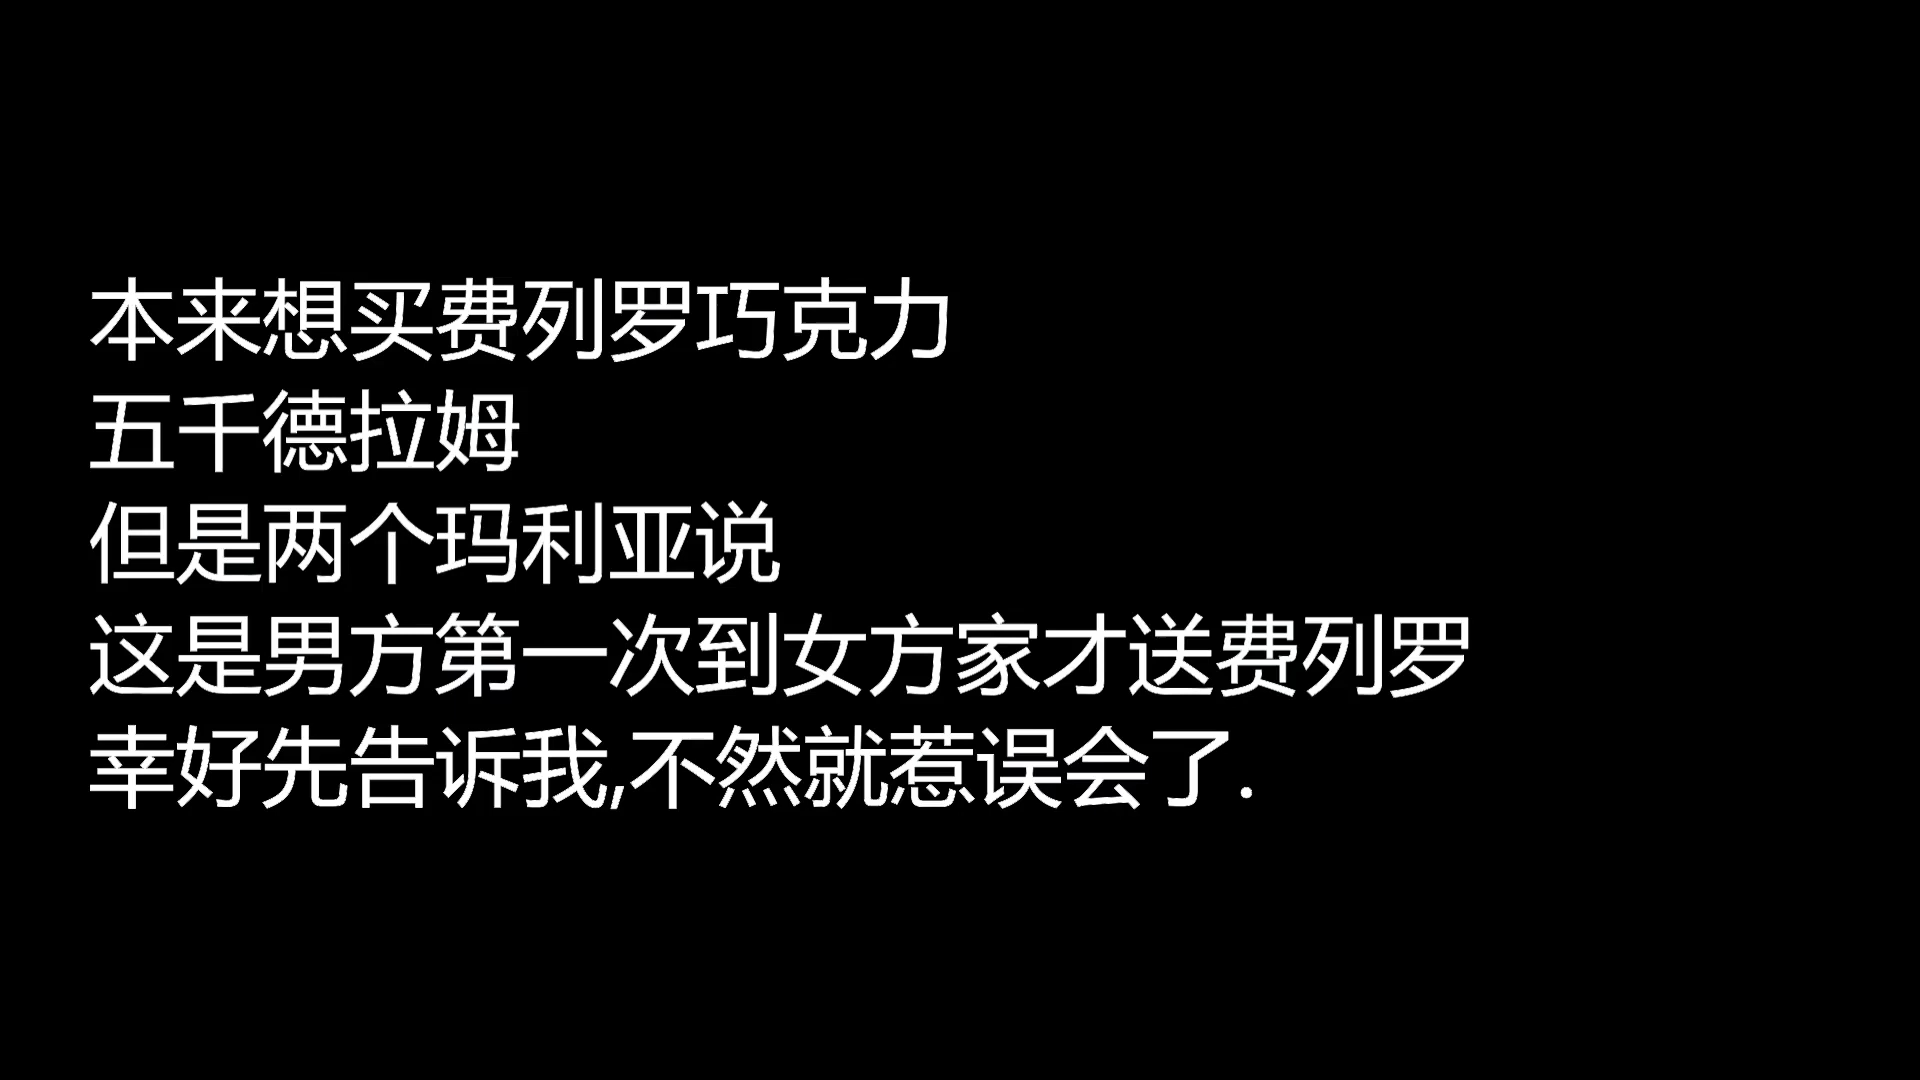 本来想买费列罗巧克力
五千德拉姆
但是两个玛利亚说
这是男方第一次到女方家才送费列罗
幸好先告诉我,不然就惹误会了.